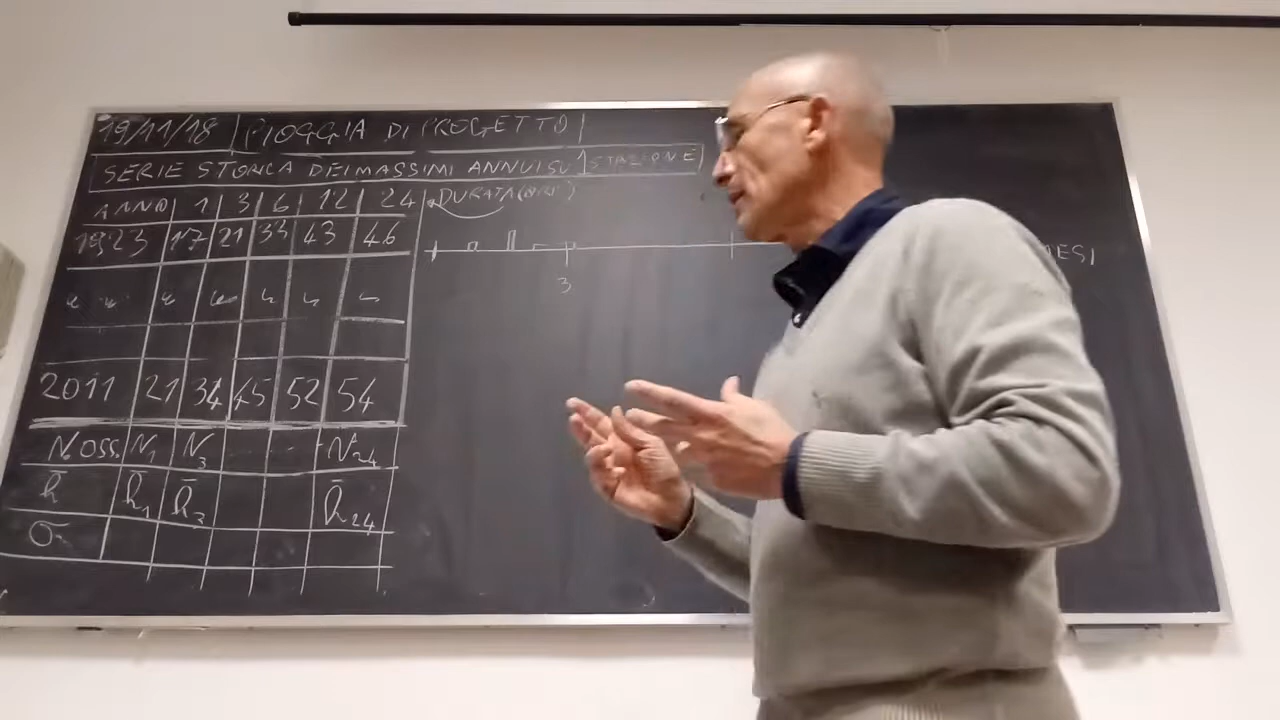 19/11/18 PIOGGIA DI PROGETTO
SERIE STORICA DEI MASSIMI ANNUI SU 1 STAZIONE
ANNO 1 3 6 12 24 DURATA (ORE)
1923 17 21 33 43 46
3
2011 21 34 45 52 54
N.OSS. N1 N3 N24
h̄ h̄1 h̄3 h̄24
σ